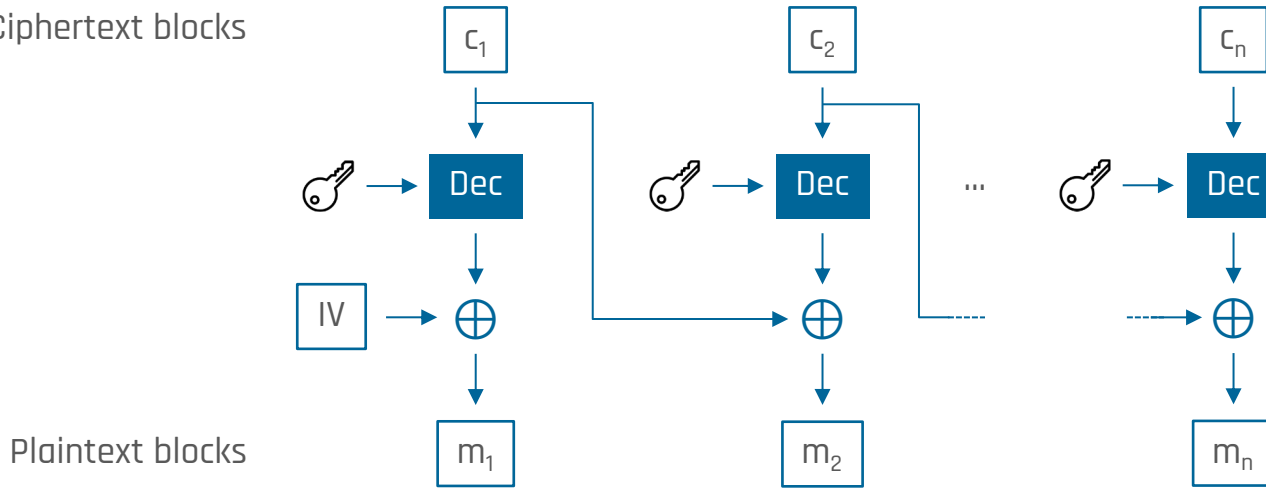 Ciphertext blocks
c₁ c₂ cₙ
Dec Dec ... Dec
IV
Plaintext blocks m₁ m₂ mₙ